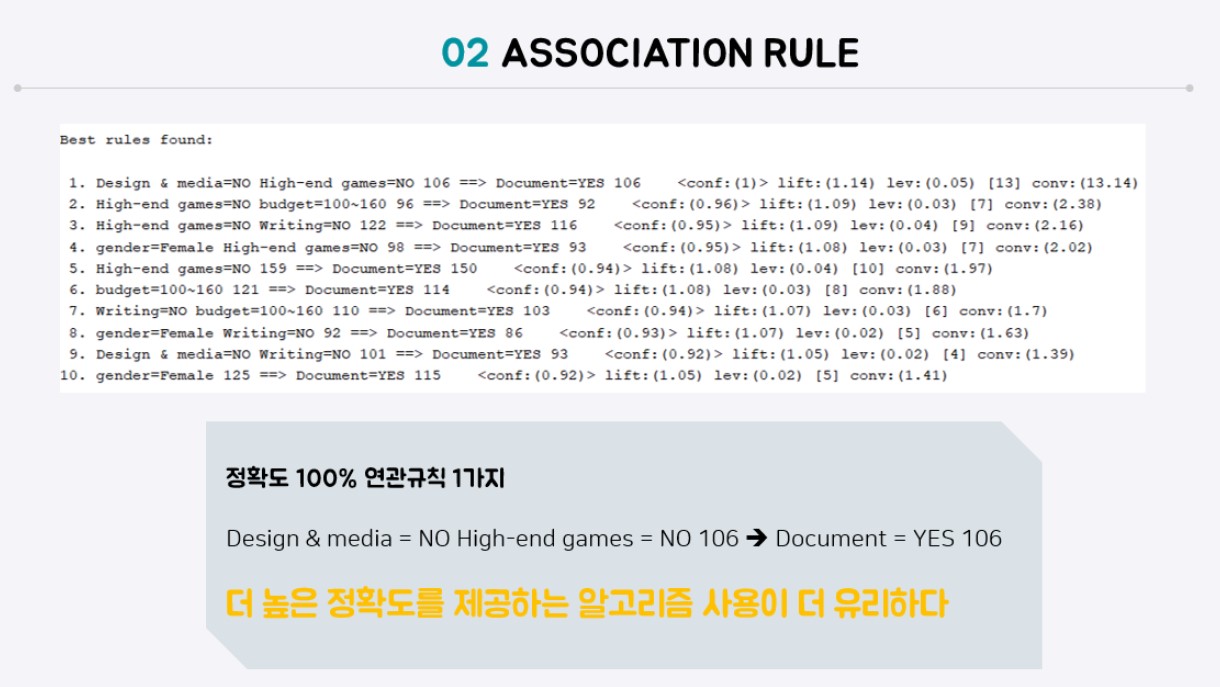 02 ASSOCIATION RULE
Best rules found:
1. Design & media=NO High-end games=NO 106 ==> Document=YES 106 <conf:(1)> lift:(1.14) lev:(0.05) [13] conv:(13.14)
2. High-end games=NO budget=100~160 96 ==> Document=YES 92 <conf:(0.96)> lift:(1.09) lev:(0.03) [7] conv:(2.38)
3. High-end games=NO Writing=NO 122 ==> Document=YES 116 <conf:(0.95)> lift:(1.09) lev:(0.04) [9] conv:(2.16)
4. gender=Female High-end games=NO 98 ==> Document=YES 93 <conf:(0.95)> lift:(1.08) lev:(0.03) [7] conv:(2.02)
5. High-end games=NO 159 ==> Document=YES 150 <conf:(0.94)> lift:(1.08) lev:(0.04) [10] conv:(1.97)
6. budget=100~160 121 ==> Document=YES 114 <conf:(0.94)> lift:(1.08) lev:(0.03) [8] conv:(1.88)
7. Writing=NO budget=100~160 110 ==> Document=YES 103 <conf:(0.94)> lift:(1.07) lev:(0.03) [6] conv:(1.7)
8. gender=Female Writing=NO 92 ==> Document=YES 86 <conf:(0.93)> lift:(1.07) lev:(0.02) [5] conv:(1.63)
9. Design & media=NO Writing=NO 101 ==> Document=YES 93 <conf:(0.92)> lift:(1.05) lev:(0.02) [4] conv:(1.39)
10. gender=Female 125 ==> Document=YES 115 <conf:(0.92)> lift:(1.05) lev:(0.02) [5] conv:(1.41)
정확도 100% 연관규칙 1가지
Design & media = NO High-end games = NO 106 ➔ Document = YES 106
더 높은 정확도를 제공하는 알고리즘 사용이 더 유리하다